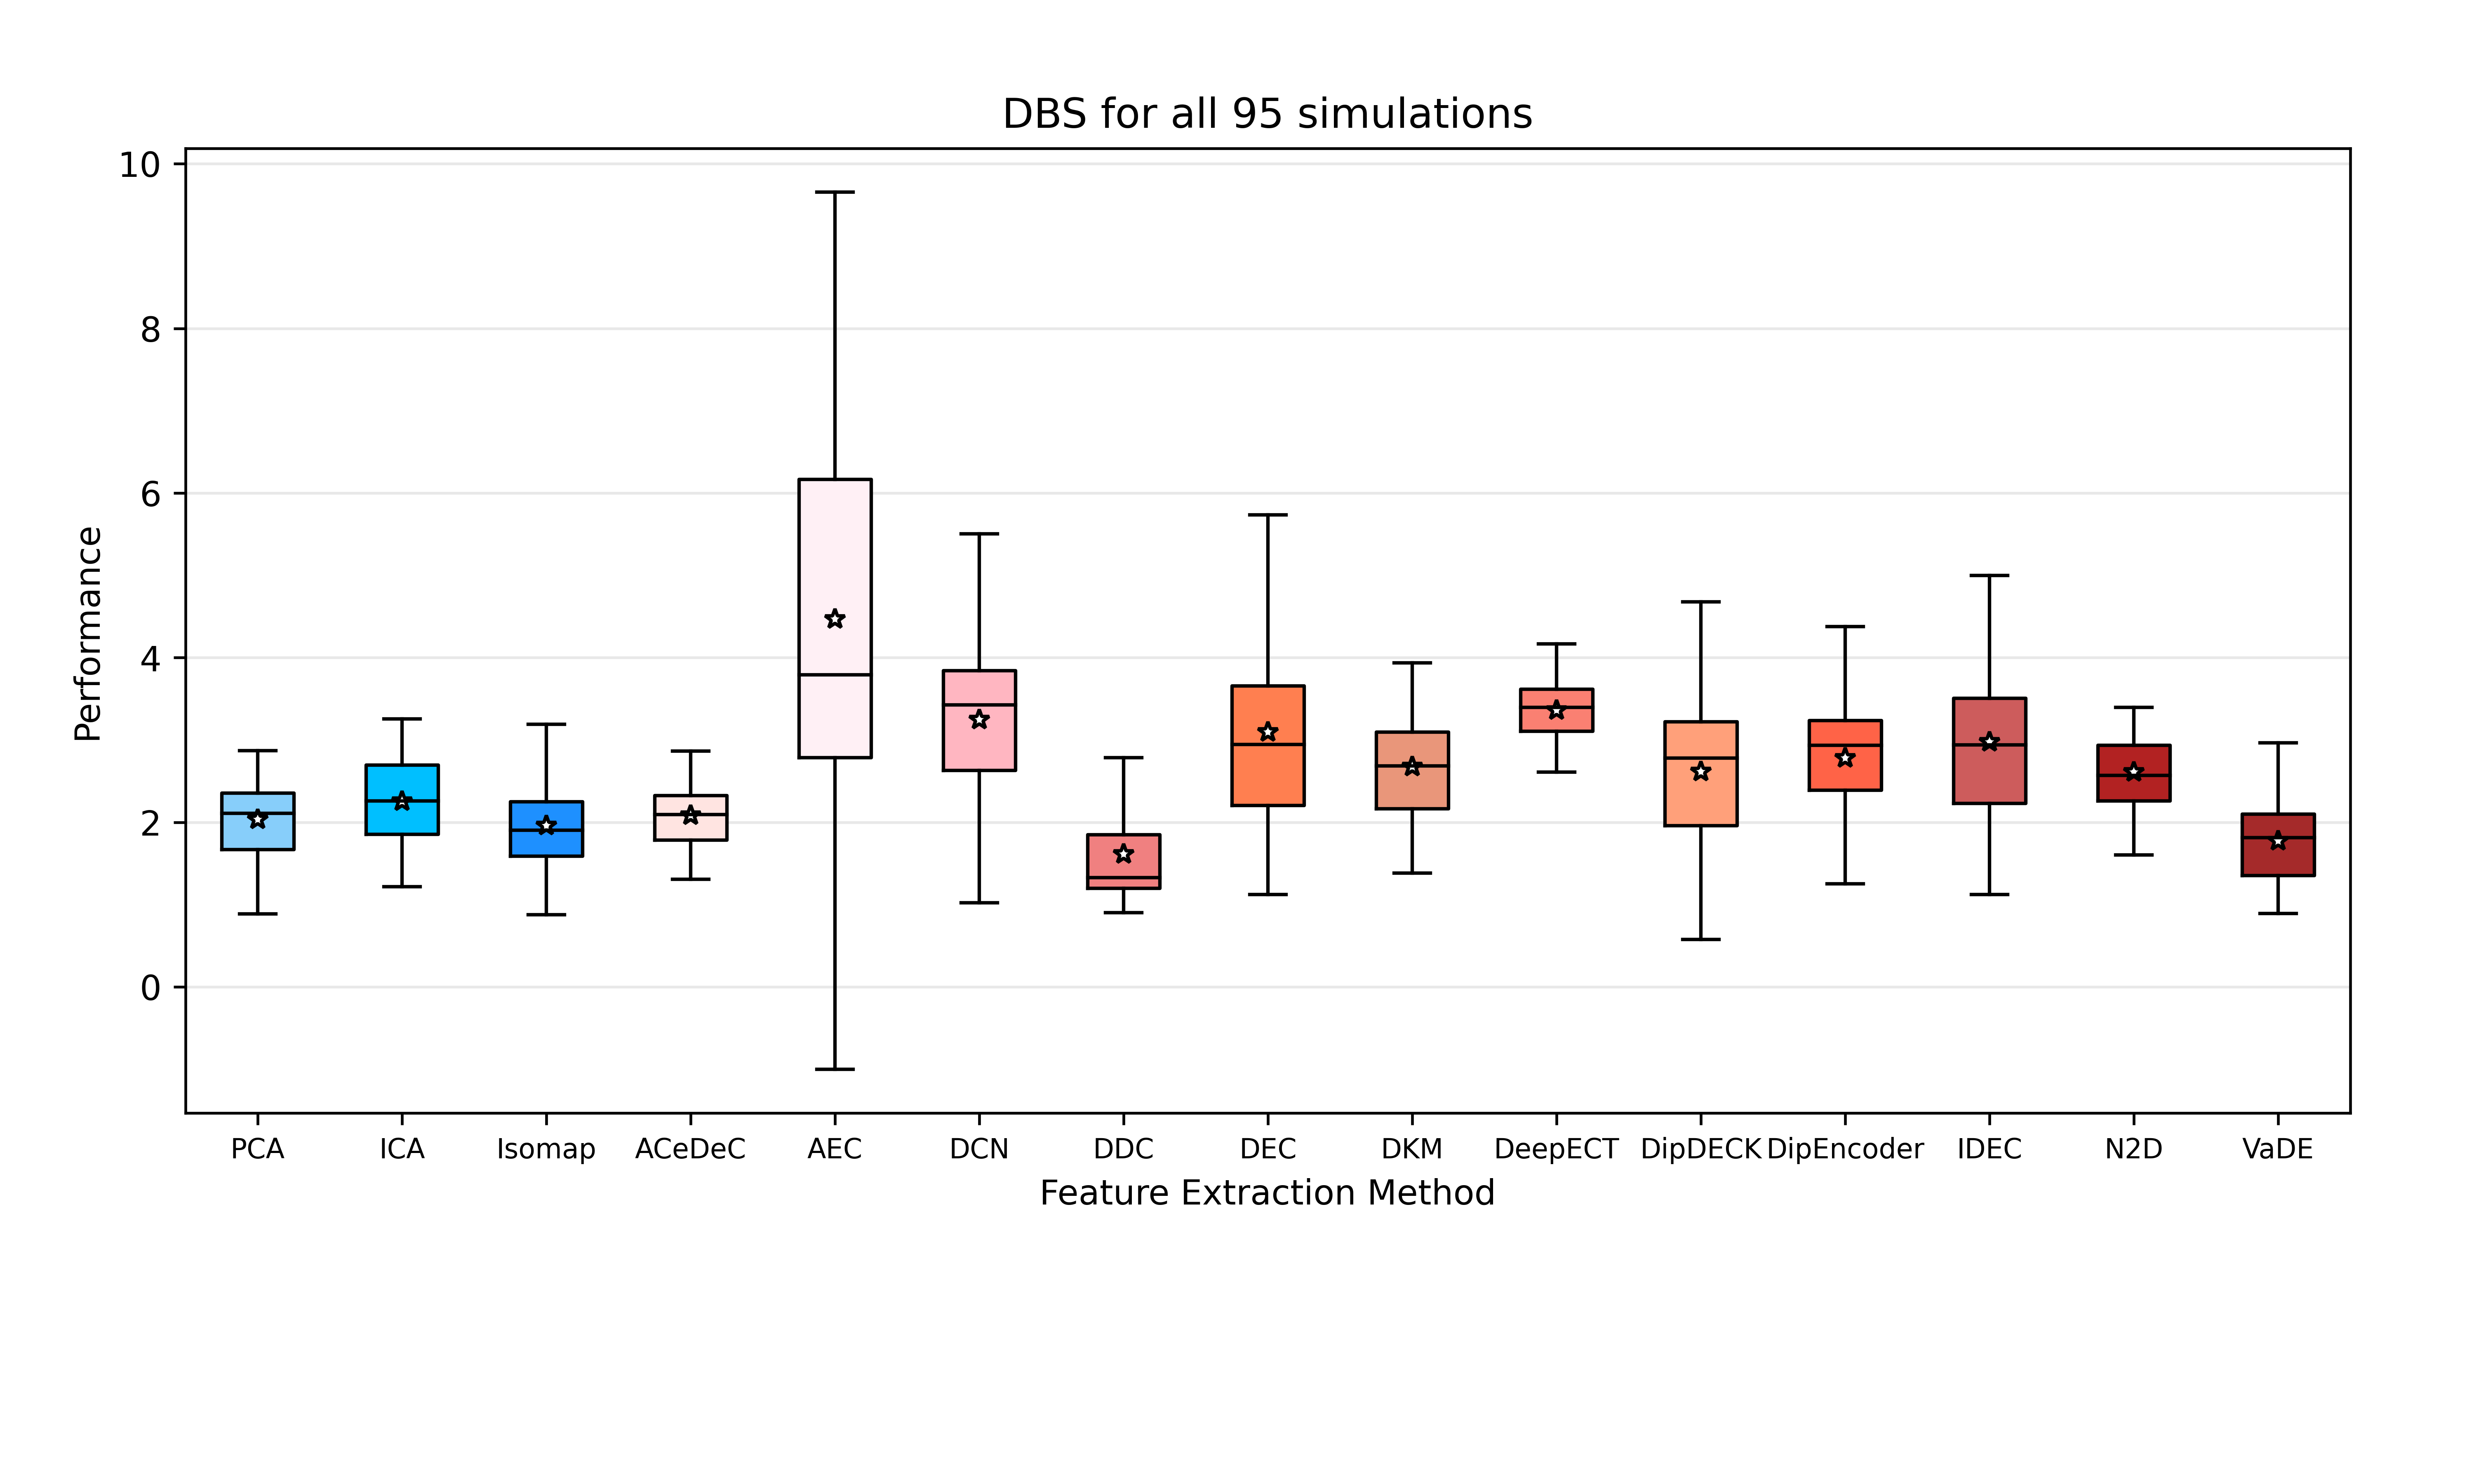 DBS for all 95 simulations
10
8
6
4
2
0
Performance
PCA ICA Isomap ACeDeC AEC DCN DDC DEC DKM DeepECT DipDECK DipEncoder IDEC N2D VaDE
Feature Extraction Method